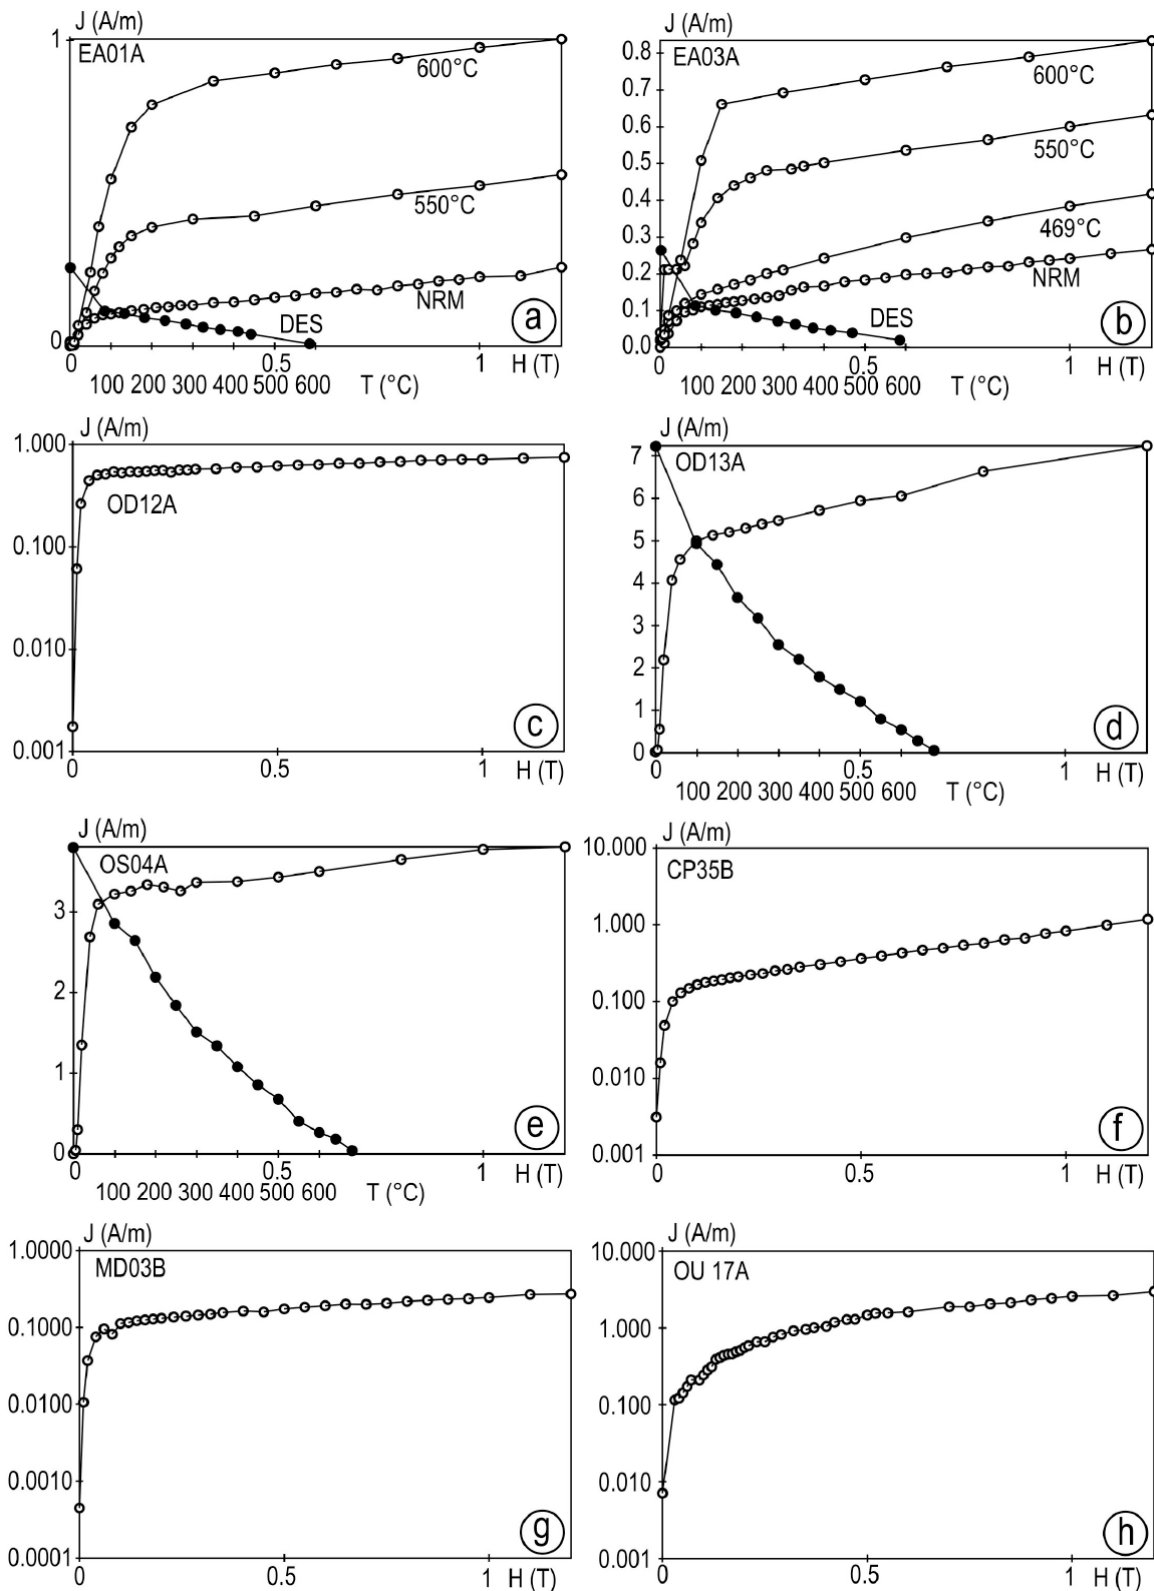 J (A/m)
1
EA01A
600°C
550°C
NRM
DES
a
0
0.5
1
H (T)
100 200 300 400 500 600
T (°C)
J (A/m)
0.8
EA03A
600°C
0.7
0.6
550°C
0.5
0.4
469°C
0.3
NRM
0.2
0.1
DES
b
0.0
0
0.5
1
H (T)
100 200 300 400 500 600
T (°C)
J (A/m)
1.000
OD12A
0.100
0.010
c
0.001
0
0.5
1
H (T)
J (A/m)
7
OD13A
6
5
4
3
2
1
d
0
0
0.5
1
H (T)
100 200 300 400 500 600
T (°C)
J (A/m)
OS04A
3
2
1
e
0
0
0.5
1
H (T)
100 200 300 400 500 600
T (°C)
J (A/m)
10.000
CP35B
1.000
0.100
0.010
f
0.001
0
0.5
1
H (T)
J (A/m)
1.0000
MD03B
0.1000
0.0100
0.0010
g
0.0001
0
0.5
1
H (T)
J (A/m)
10.000
OU 17A
1.000
0.100
0.010
h
0.001
0
0.5
1
H (T)